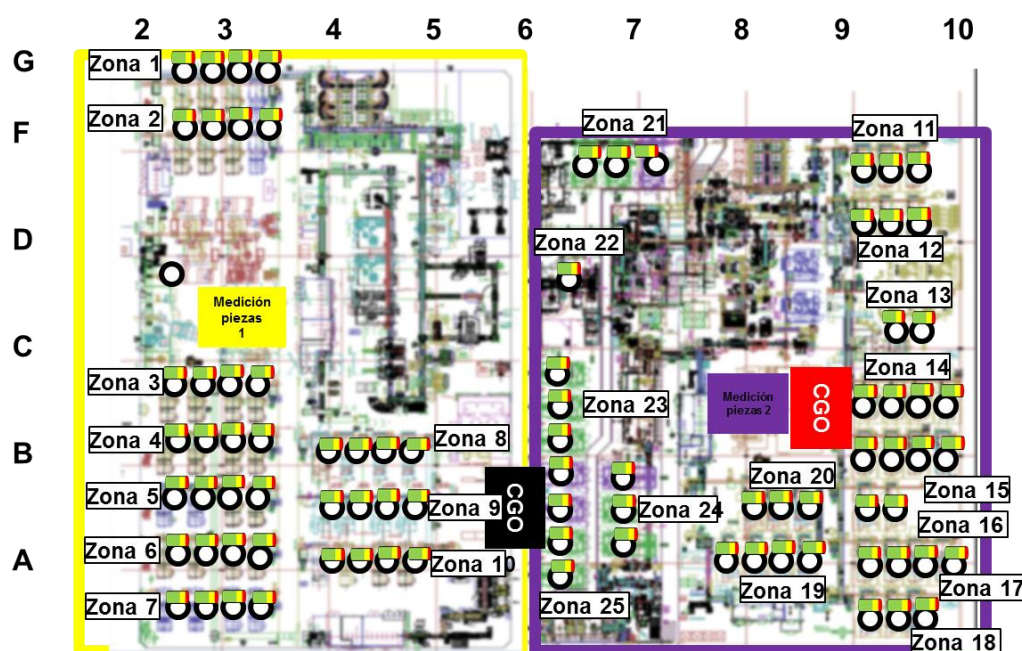 2 3 4 5 6 7 8 9 10
G
Zona 1
F
Zona 2
Zona 21
Zona 11
D
Zona 22
Zona 12
Zona 13
Medición
piezas
1
C
Zona 3
Zona 14
Medición
piezas 2
CGO
Zona 23
B
Zona 4
Zona 8
Zona 20
Zona 5
Zona 9
CGO
Zona 24
Zona 15
Zona 16
A
Zona 6
Zona 10
Zona 19
Zona 17
Zona 7
Zona 25
Zona 18